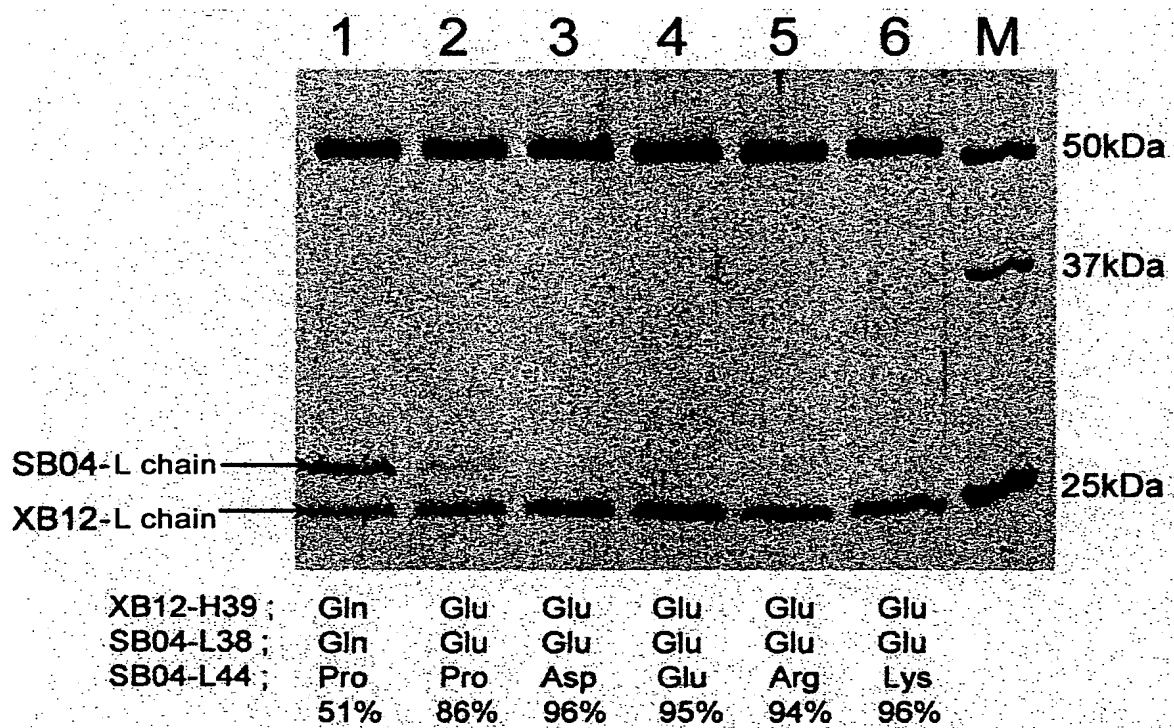 1 2 3 4 5 6 M
50kDa
37kDa
SB04-L chain
25kDa
XB12-L chain
XB12-H39 ; Gln Glu Glu Glu Glu Glu
SB04-L38 ; Gln Glu Glu Glu Glu Glu
SB04-L44 ; Pro Pro Asp Glu Arg Lys
51% 86% 96% 95% 94% 96%